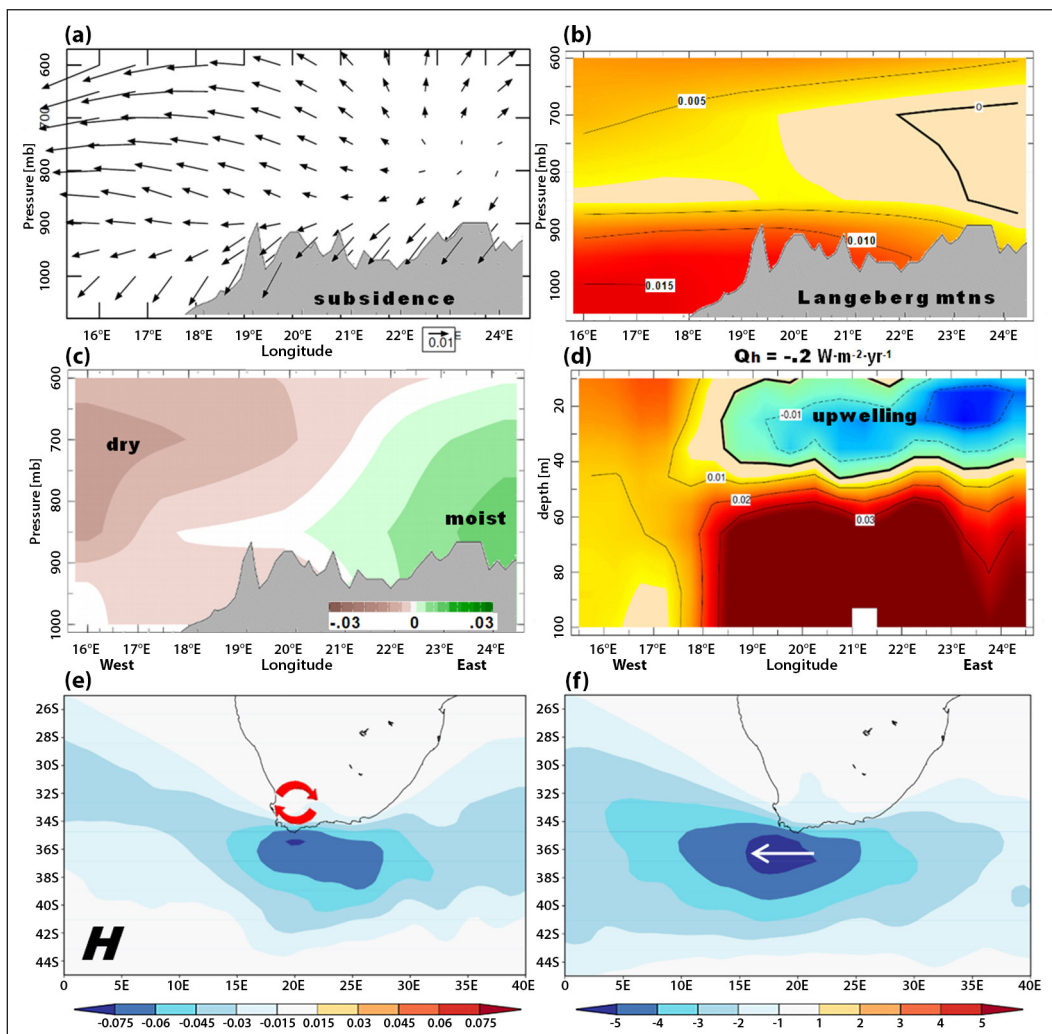 (a)
(b)
Pressure [mb]
600
700
800
900
1000
subsidence
16°E
17°E
18°E
19°E
20°E
21°E
22°E
22°E
23°E
24°E
Longitude
0.01
E
Pressure [mb]
600
700
800
900
1000
0.005
0
0.010
0.015
Langeberg mtns
16°E
17°E
18°E
19°E
20°E
21°E
22°E
22°E
23°E
24°E
Qh = -.2 W·m-2·yr-1
(c)
(d)
Pressure [mb]
600
700
800
900
1000
dry
moist
-.03
0
.03
16°E
17°E
18°E
19°E
20°E
21°E
22°E
23°E
24°E
West
Longitude
East
depth [m]
20
40
60
80
100
upwelling
-0.01
0.01
0.02
0.03
16°E
17°E
18°E
19°E
20°E
21°E
22°E
23°E
24°E
West
Longitude
East
(e)
(f)
26S
28S
30S
32S
34S
36S
38S
40S
42S
44S
H
0
5E
10E
15E
20E
25E
30E
35E
40E
-0.075
-0.06
-0.045
-0.03
-0.015
0.015
0.03
0.045
0.06
0.075
26S
28S
30S
32S
34S
36S
38S
40S
42S
44S
0
5E
10E
15E
20E
25E
30E
35E
40E
-5
-4
-3
-2
-1
1
2
3
4
5